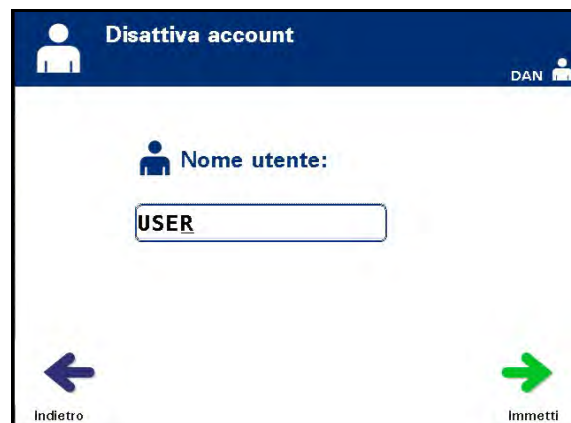 Disattiva account
DAN
Nome utente:
USER
Indietro
Immetti